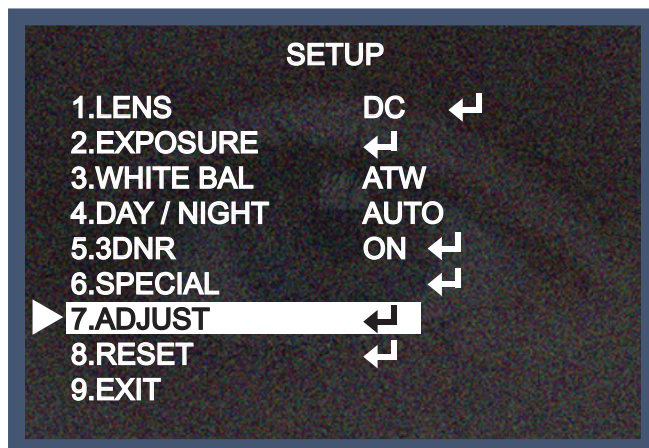 SETUP
1.LENS DC ↵
2.EXPOSURE ↵
3.WHITE BAL ATW
4.DAY / NIGHT AUTO
5.3DNR ON ↵
6.SPECIAL ↵
7.ADJUST ↵
8.RESET ↵
9.EXIT